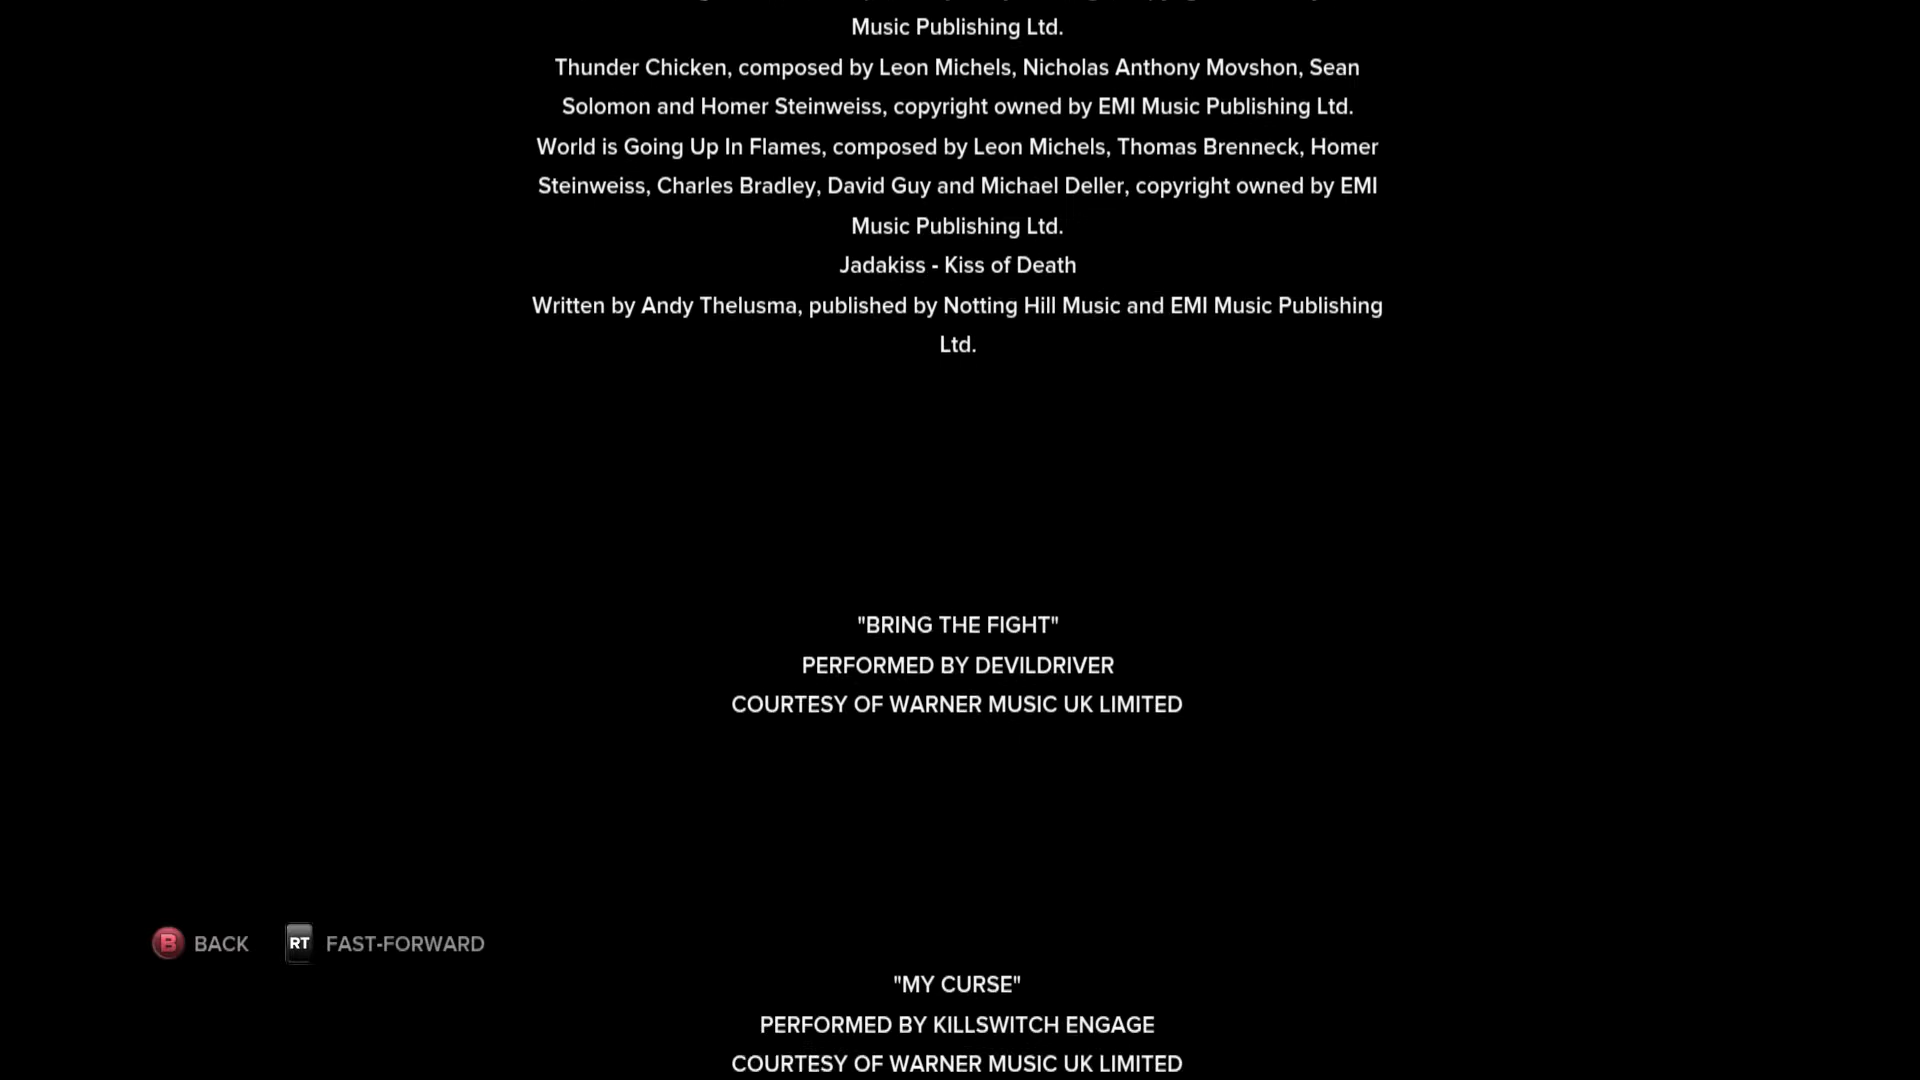 Music Publishing Ltd.
Thunder Chicken, composed by Leon Michels, Nicholas Anthony Movshon, Sean
Solomon and Homer Steinweiss, copyright owned by EMI Music Publishing Ltd.
World is Going Up In Flames, composed by Leon Michels, Thomas Brenneck, Homer
Steinweiss, Charles Bradley, David Guy and Michael Deller, copyright owned by EMI
Music Publishing Ltd.
Jadakiss - Kiss of Death
Written by Andy Thelusma, published by Notting Hill Music and EMI Music Publishing
Ltd.
"BRING THE FIGHT"
PERFORMED BY DEVILDRIVER
COURTESY OF WARNER MUSIC UK LIMITED
B BACK RT FAST-FORWARD
"MY CURSE"
PERFORMED BY KILLSWITCH ENGAGE
COURTESY OF WARNER MUSIC UK LIMITED